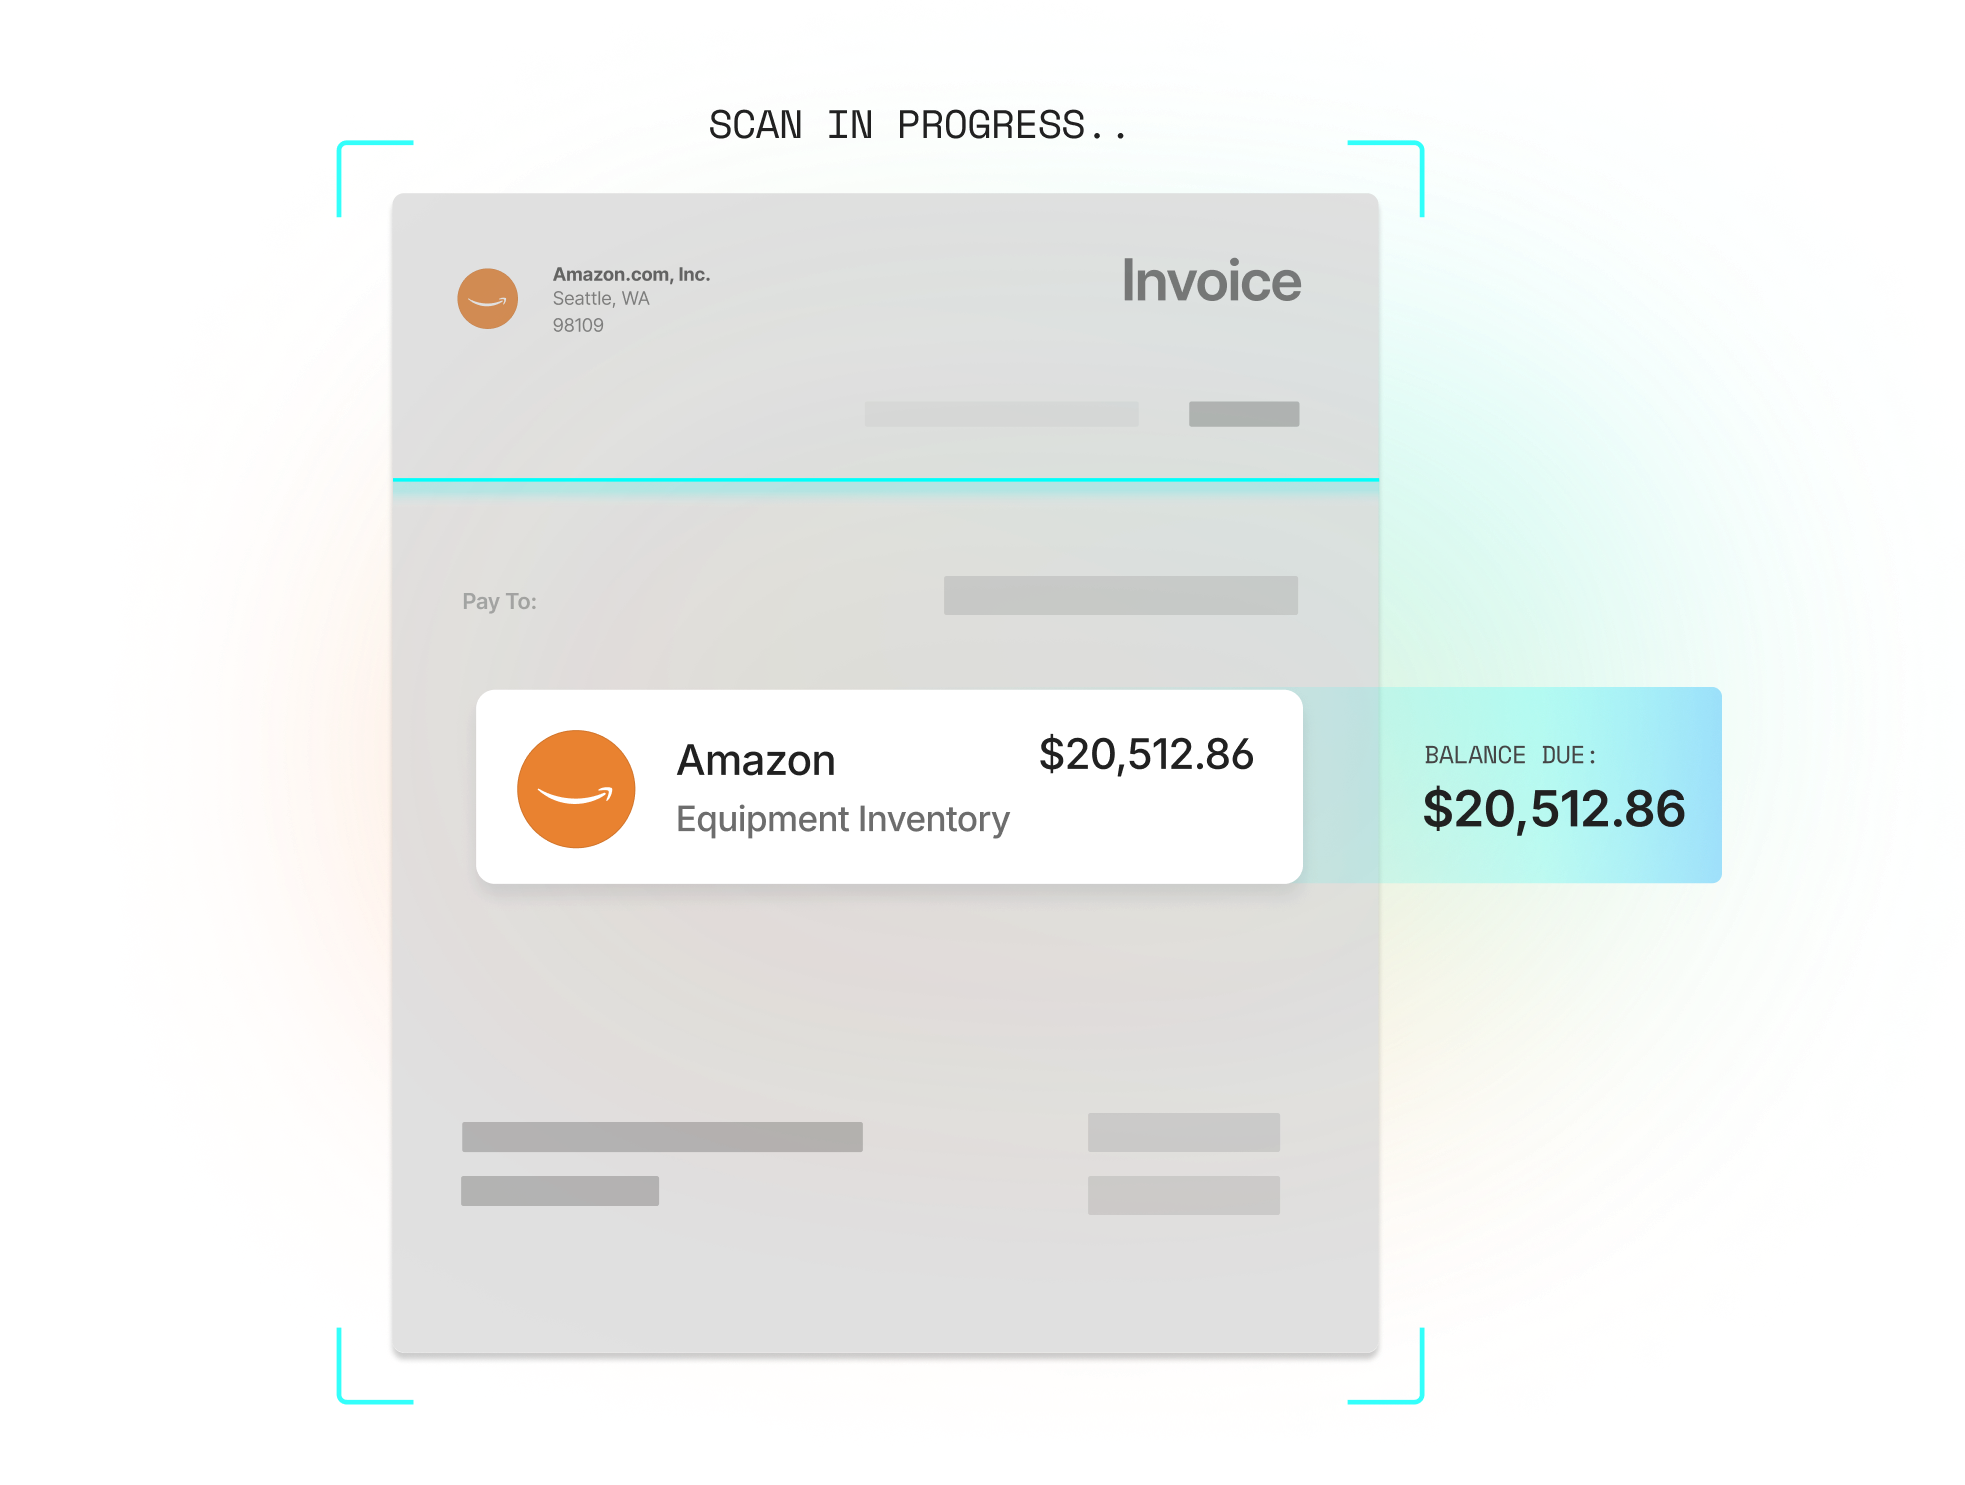 SCAN IN PROGRESS..
Amazon.com, Inc.
Seattle, WA
98109
Invoice
Pay To:
Amazon
Equipment Inventory
$20,512.86
BALANCE DUE:
$20,512.86